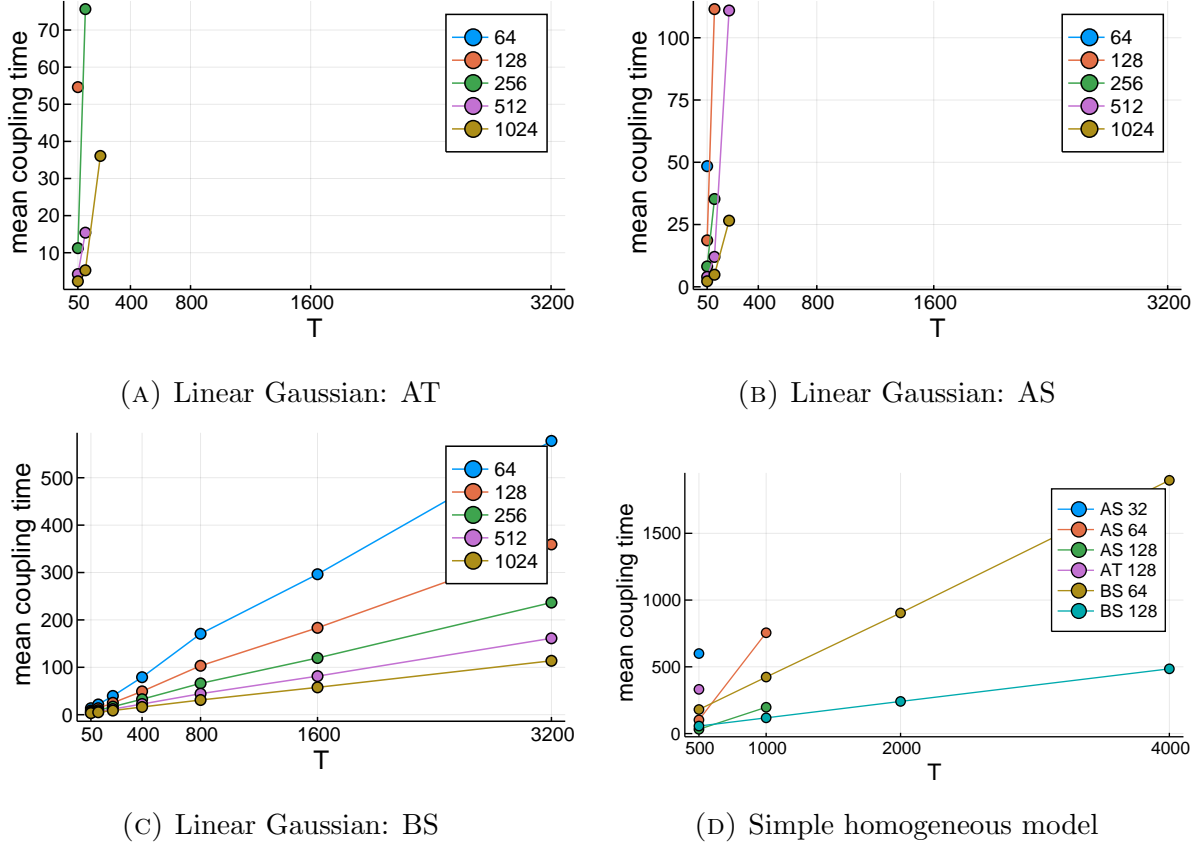 mean coupling time
70
60
50
40
30
20
10
64
128
256
512
1024
50 400 800 1600 3200
T
(A) Linear Gaussian: AT
mean coupling time
100
75
50
25
0
64
128
256
512
1024
50 400 800 1600 3200
T
(B) Linear Gaussian: AS
mean coupling time
500
400
300
200
100
0
64
128
256
512
1024
50 400 800 1600 3200
T
(C) Linear Gaussian: BS
mean coupling time
1500
1000
500
0
AS 32
AS 64
AS 128
AT 128
BS 64
BS 128
500 1000 2000 4000
T
(D) Simple homogeneous model